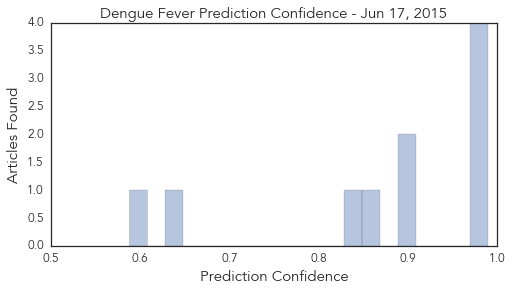 Dengue Fever Prediction Confidence - Jun 17, 2015
4.0
3.5
3.0
2.5
2.0
1.5
1.0
0.5
0.0
Articles Found
0.5 0.6 0.7 0.8 0.9 1.0
Prediction Confidence